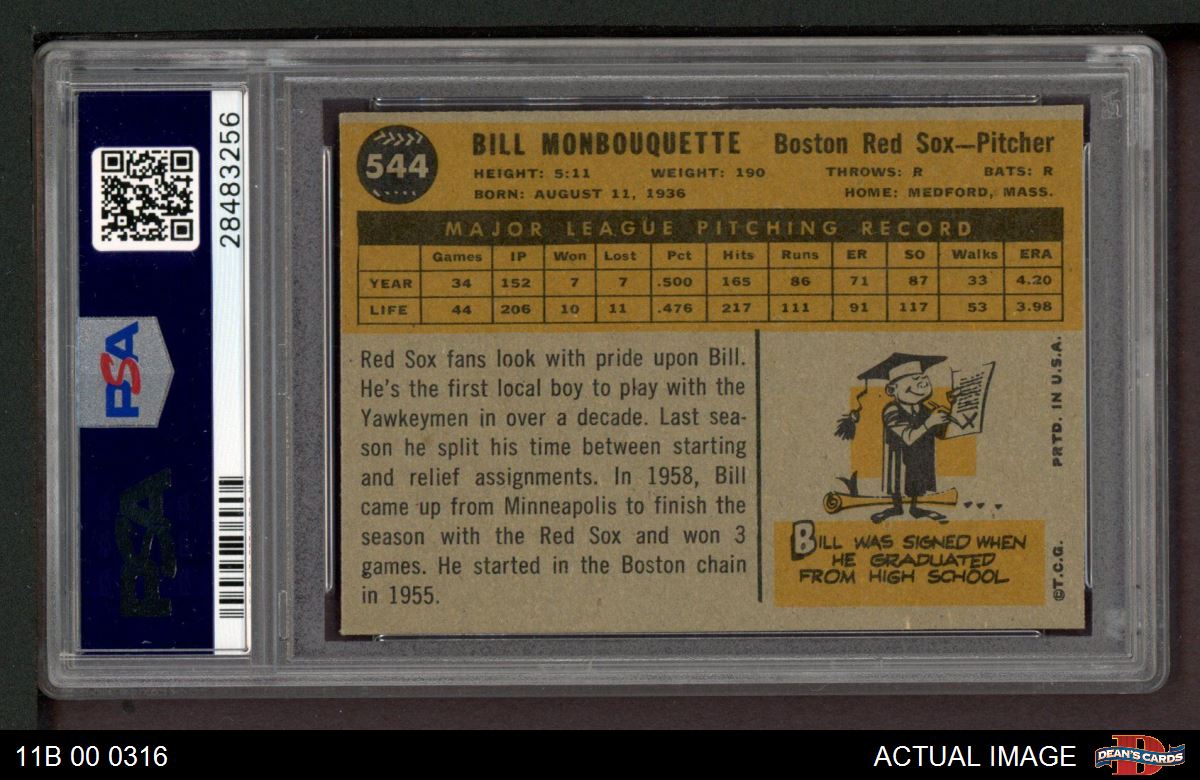 28483256
PSA
PSA
544
BILL MONBOUQUETTE Boston Red Sox—Pitcher
HEIGHT: 5:11 WEIGHT: 190 THROWS: R BATS: R
BORN: AUGUST 11, 1936 HOME: MEDFORD, MASS.
MAJOR LEAGUE PITCHING RECORD
Games IP Won Lost Pct Hits Runs ER SO Walks ERA
YEAR 34 152 7 7 .500 165 86 71 87 33 4.20
LIFE 44 206 10 11 .476 217 111 91 117 53 3.98
Red Sox fans look with pride upon Bill.
He's the first local boy to play with the
Yawkeymen in over a decade. Last sea-
son he split his time between starting
and relief assignments. In 1958, Bill
came up from Minneapolis to finish the
season with the Red Sox and won 3
games. He started in the Boston chain
in 1955.
BILL WAS SIGNED WHEN
HE GRADUATED
FROM HIGH SCHOOL
©T.C.G. PRTD. IN U.S.A.
11B 00 0316
ACTUAL IMAGE
DEAN'S CARDS